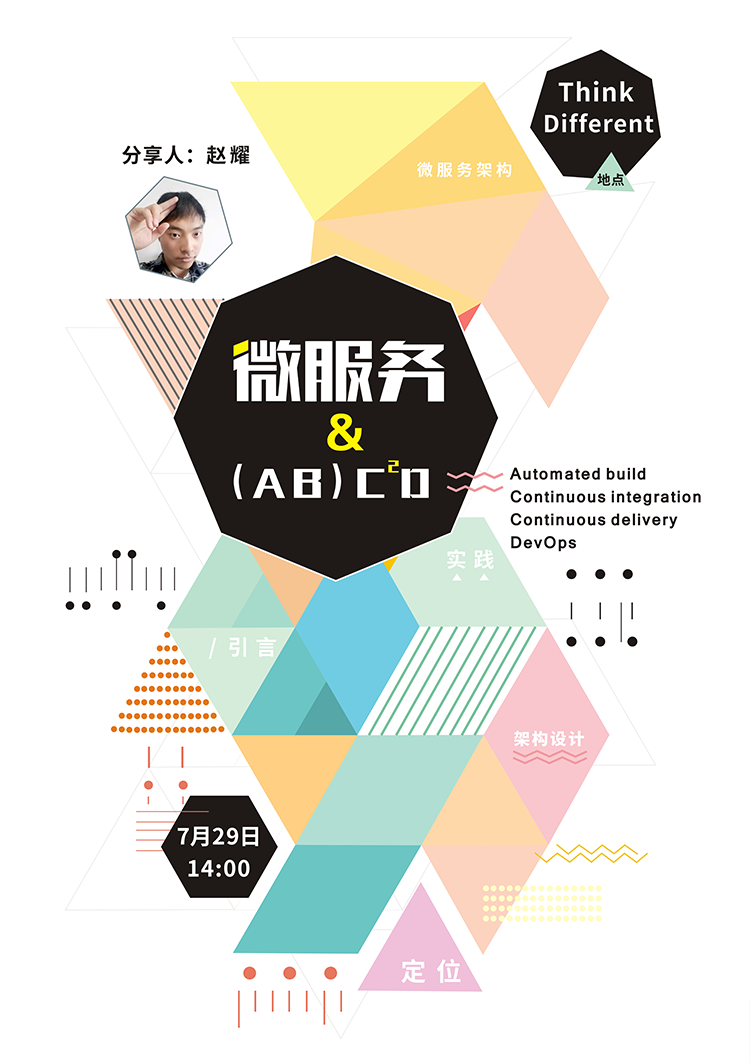 Think
Different
地点
分享人：赵耀
微服务架构
微服务
&
(AB)C²D
Automated build
Continuous integration
Continuous delivery
DevOps
实践
/引言
架构设计
7月29日
14:00
定位